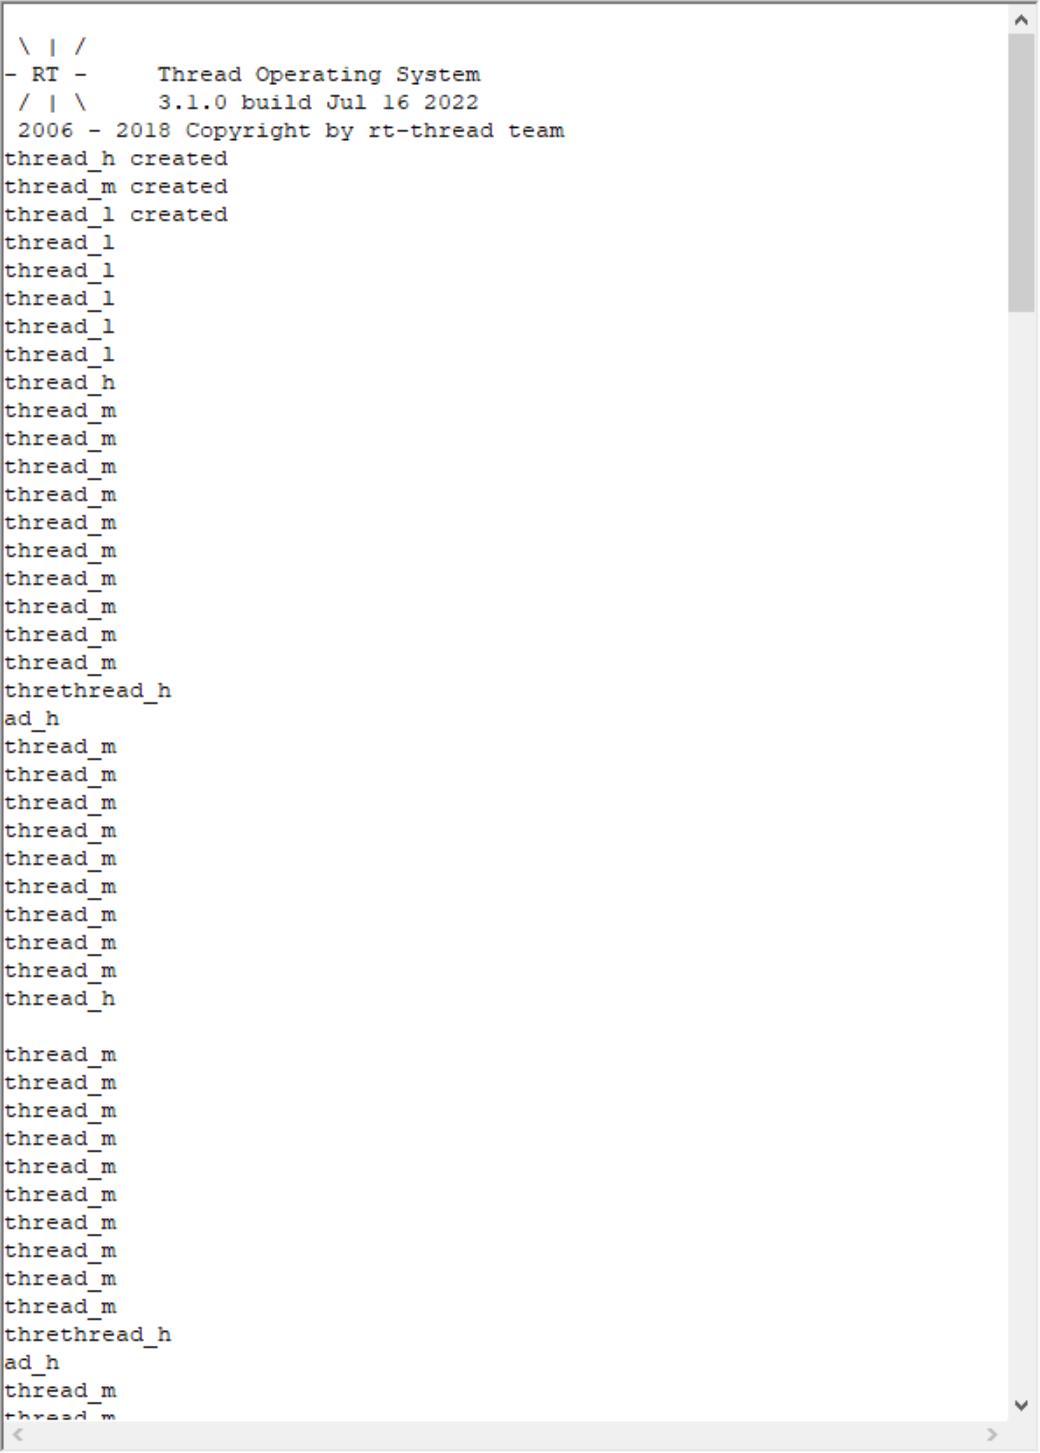 \ | /
- RT -     Thread Operating System
/ | \     3.1.0 build Jul 16 2022
2006 - 2018 Copyright by rt-thread team
thread_h created
thread_m created
thread_l created
thread_l
thread_l
thread_l
thread_l
thread_l
thread_h
thread_m
thread_m
thread_m
thread_m
thread_m
thread_m
thread_m
thread_m
thread_m
thread_m
threthread_h
ad_h
thread_m
thread_m
thread_m
thread_m
thread_m
thread_m
thread_m
thread_m
thread_m
thread_h
thread_m
thread_m
thread_m
thread_m
thread_m
thread_m
thread_m
thread_m
thread_m
thread_m
threthread_h
ad_h
thread_m
thread_m